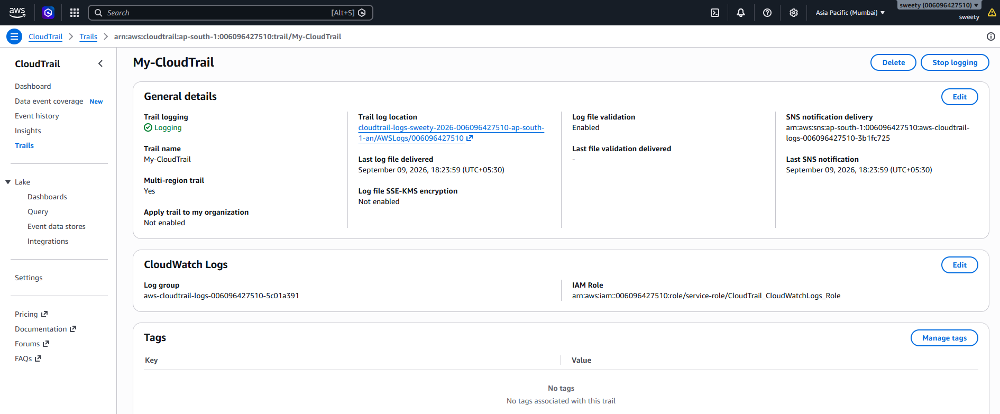 aws
Search
[Alt+S]
Asia Pacific (Mumbai)
sweety (006096427510)
sweety
CloudTrail
Trails
arn:aws:cloudtrail:ap-south-1:006096427510:trail/My-CloudTrail
CloudTrail
Dashboard
Data event coverage New
Event history
Insights
Trails
Lake
Dashboards
Query
Event data stores
Integrations
Settings
Pricing
Documentation
Forums
FAQs
My-CloudTrail
Delete
Stop logging
General details
Edit
Trail logging
Logging
Trail name
My-CloudTrail
Multi-region trail
Yes
Apply trail to my organization
Not enabled
Trail log location
cloudtrail-logs-sweety-2026-006096427510-ap-south-
1-an/AWSLogs/006096427510
Last log file delivered
September 09, 2026, 18:23:59 (UTC+05:30)
Log file SSE-KMS encryption
Not enabled
Log file validation
Enabled
Last file validation delivered
-
SNS notification delivery
arn:aws:sns:ap-south-1:006096427510:aws-cloudtrail-
logs-006096427510-3b1fc725
Last SNS notification
September 09, 2026, 18:23:59 (UTC+05:30)
CloudWatch Logs
Edit
Log group
aws-cloudtrail-logs-006096427510-5c01a391
IAM Role
arn:aws:iam::006096427510:role/service-role/CloudTrail_CloudWatchLogs_Role
Tags
Manage tags
Key
Value
No tags
No tags associated with this trail